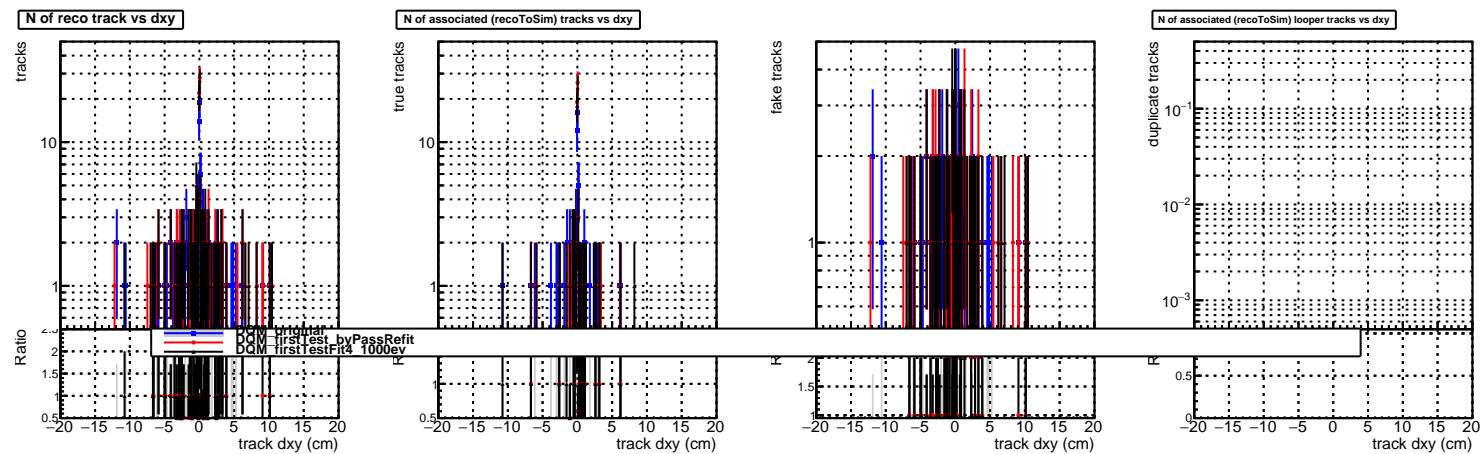 N of reco track vs dxy
N of associated (recoToSim) tracks vs dxy
N of associated (recoToSim) looper tracks vs dxy
tracks
10
1
true tracks
10
1
fake tracks
1
duplicate tracks
10⁻¹
10⁻²
10⁻³
DQM_original
DQM_firstTest_byPassRefit
DQM_firstTestFit4_1000ev
Ratio
2.5
2
1.5
1
0.5
−20 −15 −10 −5 0 5 10 15 20
track dxy (cm)
1
0.5
−20 −15 −10 −5 0 5 10 15 20
track dxy (cm)
2
1.5
1
−20 −15 −10 −5 0 5 10 15 20
track dxy (cm)
0.5
0
−20 −15 −10 −5 0 5 10 15 20
track dxy (cm)